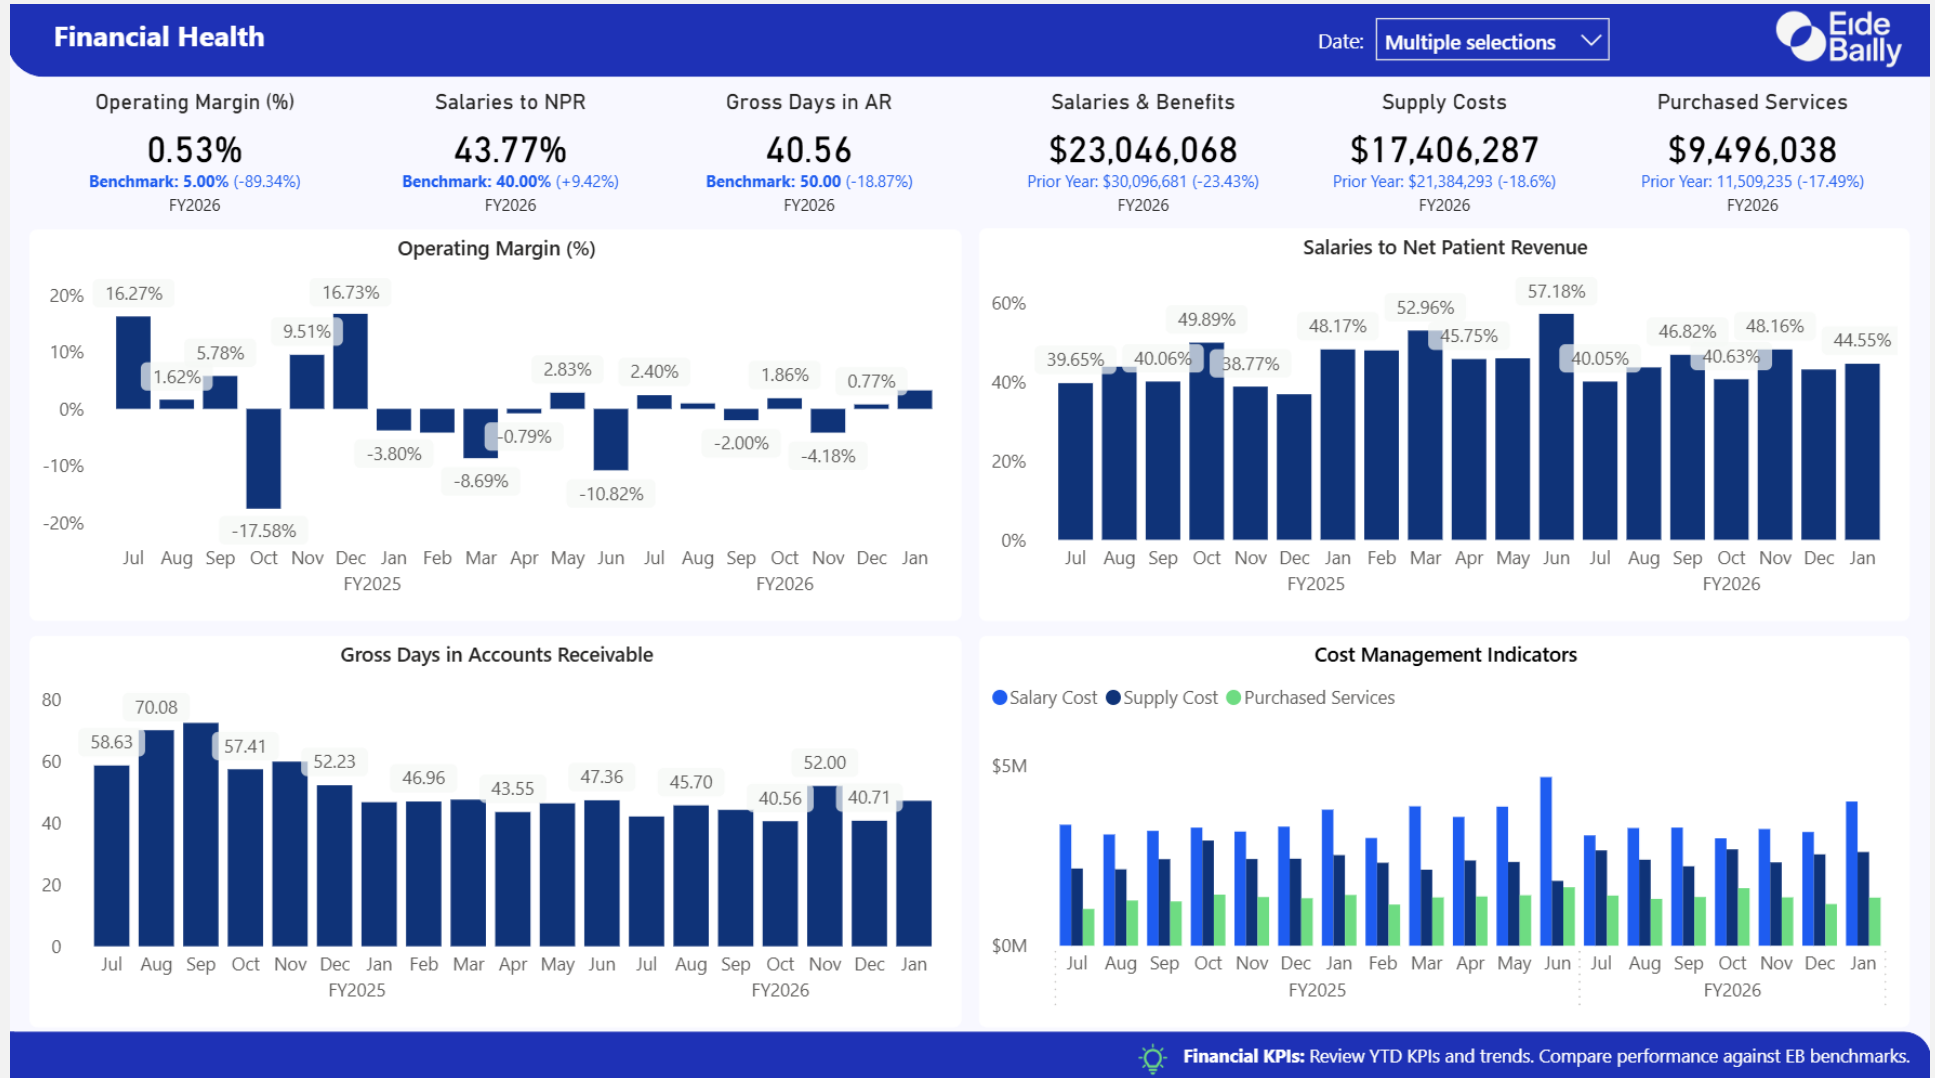 Financial Health
Date: Multiple selections
Eide
Bailly
Operating Margin (%)
0.53%
Benchmark: 5.00% (-89.34%)
FY2026
Salaries to NPR
43.77%
Benchmark: 40.00% (+9.42%)
FY2026
Gross Days in AR
40.56
Benchmark: 50.00 (-18.87%)
FY2026
Salaries & Benefits
$23,046,068
Prior Year: $30,096,681 (-23.43%)
FY2026
Supply Costs
$17,406,287
Prior Year: $21,384,293 (-18.6%)
FY2026
Purchased Services
$9,496,038
Prior Year: 11,509,235 (-17.49%)
FY2026
Operating Margin (%)
20%
10%
0%
-10%
-20%
16.27%
1.62%
5.78%
-17.58%
9.51%
16.73%
-3.80%
-8.69%
-0.79%
2.83%
-10.82%
2.40%
-2.00%
1.86%
-4.18%
0.77%
Jul Aug Sep Oct Nov Dec Jan Feb Mar Apr May Jun Jul Aug Sep Oct Nov Dec Jan
FY2025 FY2026
Salaries to Net Patient Revenue
60%
40%
20%
0%
39.65%
40.06%
49.89%
38.77%
48.17%
52.96%
45.75%
57.18%
40.05%
46.82%
40.63%
48.16%
44.55%
Jul Aug Sep Oct Nov Dec Jan Feb Mar Apr May Jun Jul Aug Sep Oct Nov Dec Jan
FY2025 FY2026
Gross Days in Accounts Receivable
80
60
40
20
0
58.63
70.08
57.41
52.23
46.96
43.55
47.36
45.70
40.56
52.00
40.71
Jul Aug Sep Oct Nov Dec Jan Feb Mar Apr May Jun Jul Aug Sep Oct Nov Dec Jan
FY2025 FY2026
Cost Management Indicators
Salary Cost Supply Cost Purchased Services
$5M
$0M
Jul Aug Sep Oct Nov Dec Jan Feb Mar Apr May Jun Jul Aug Sep Oct Nov Dec Jan
FY2025 FY2026
Financial KPIs: Review YTD KPIs and trends. Compare performance against EB benchmarks.